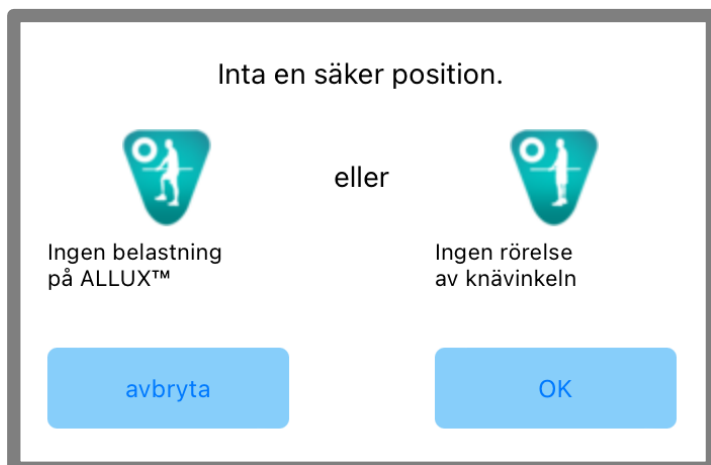 Inta en säker position.
eller
Ingen belastning
på ALLUX™
Ingen rörelse
av knävinkeln
avbryta
OK